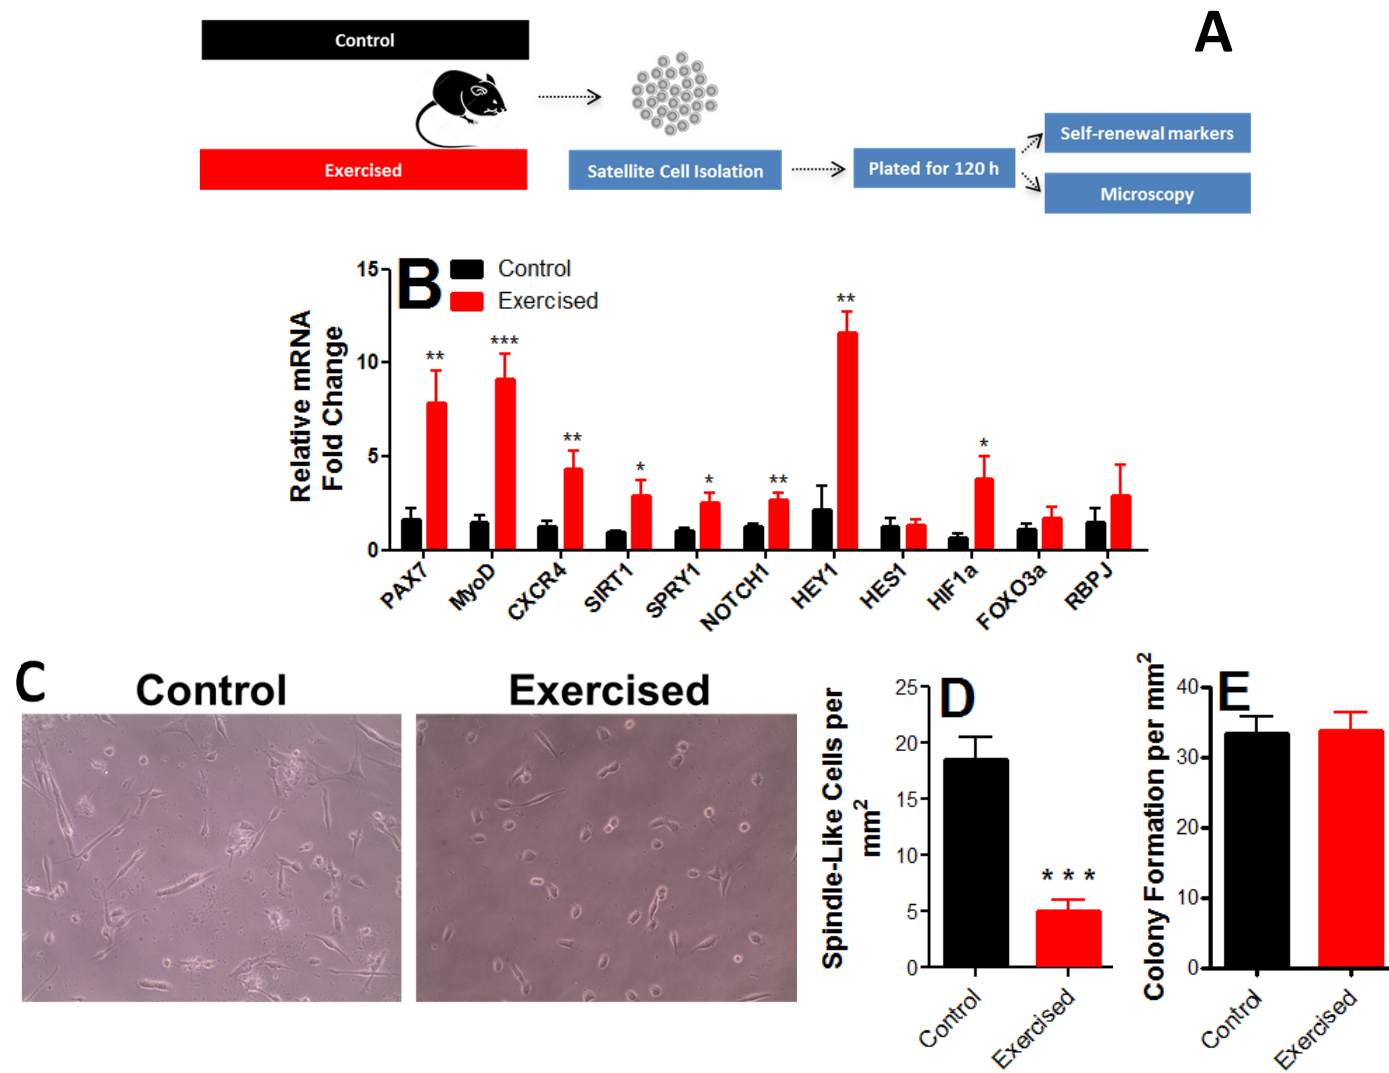 A
Control
Exercised
Satellite Cell Isolation
Plated for 120 h
Self-renewal markers
Microscopy
B
Control
Exercised
Relative mRNA
Fold Change
15
10
5
0
** *** ** * * ** ** *
PAX7 MyoD CXCR4 SIRT1 SPRY1 NOTCH1 HEY1 HES1 HIF1a FOXO3a RBPJ
C
Control Exercised
D
Spindle-Like Cells per
mm²
25
20
15
10
5
0
* * *
Control Exercised
E
Colony Formation per mm²
40
30
20
10
0
Control Exercised